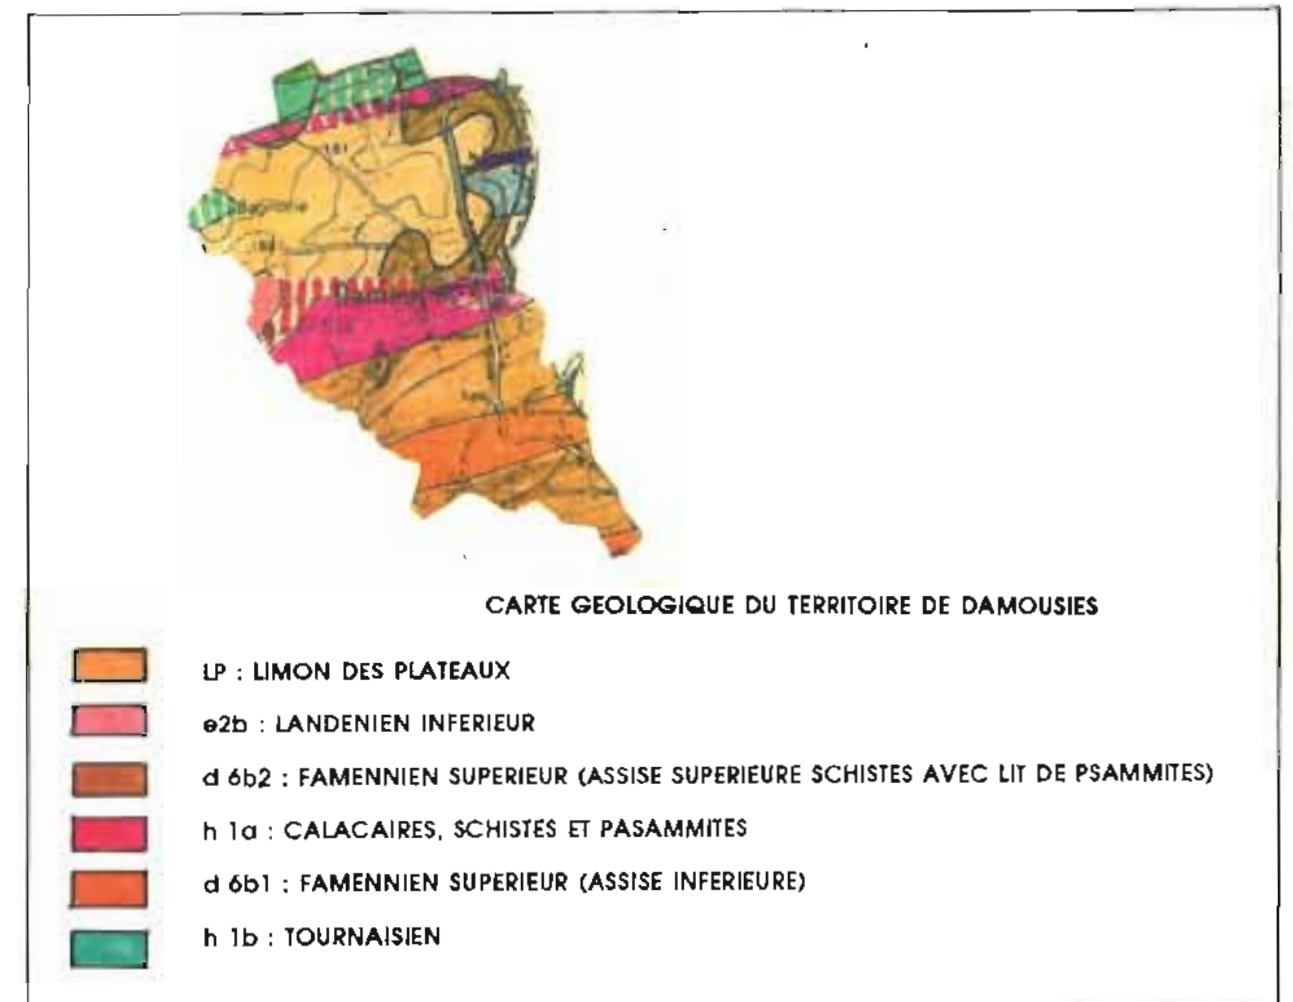 CARTE GEOLOGIQUE DU TERRITOIRE DE DAMOUSIES
LP : LIMON DES PLATEAUX
e2b : LANDENIEN INFERIEUR
d 6b2 : FAMENNIEN SUPERIEUR (ASSISE SUPERIEURE SCHISTES AVEC LIT DE PSAMMITES)
h 1a : CALACAIRES, SCHISTES ET PASAMMITES
d 6b1 : FAMENNIEN SUPERIEUR (ASSISE INFERIEURE)
h 1b : TOURNAISIEN